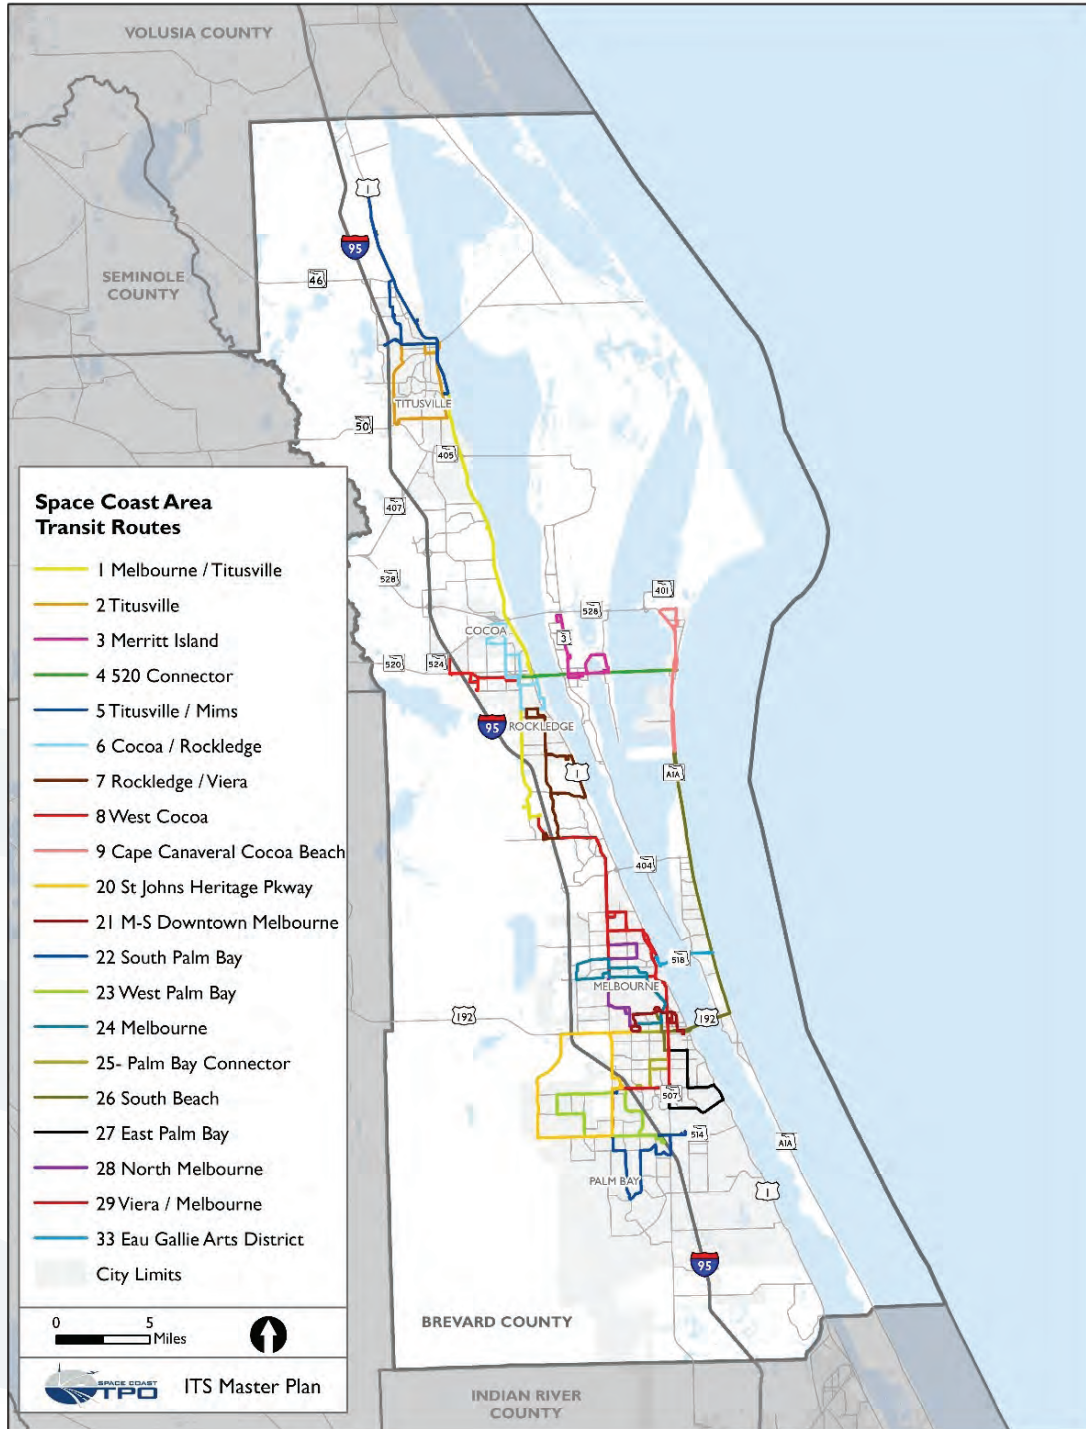 VOLUSIA COUNTY
1
95
46
SEMINOLE
COUNTY
TITUSVILLE
50
405
407
528
401
528
COCOA
3
520
524
95
ROCKLEDGE
1
A1A
404
518
MELBOURNE
192
192
507
514
A1A
PALM BAY
1
95
BREVARD COUNTY
INDIAN RIVER
COUNTY
Space Coast Area
Transit Routes
1 Melbourne / Titusville
2 Titusville
3 Merritt Island
4 520 Connector
5 Titusville / Mims
6 Cocoa / Rockledge
7 Rockledge / Viera
8 West Cocoa
9 Cape Canaveral Cocoa Beach
20 St Johns Heritage Pkway
21 M-S Downtown Melbourne
22 South Palm Bay
23 West Palm Bay
24 Melbourne
25- Palm Bay Connector
26 South Beach
27 East Palm Bay
28 North Melbourne
29 Viera / Melbourne
33 Eau Gallie Arts District
City Limits
0 5
Miles
SPACE COAST
TPO
ITS Master Plan